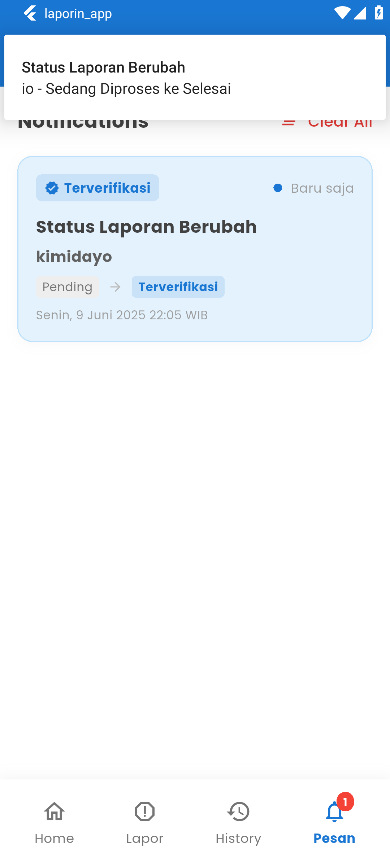 laporin_app
Status Laporan Berubah
io - Sedang Diproses ke Selesai
Notifications
Clear All
Terverifikasi
Baru saja
Status Laporan Berubah
kimidayo
Pending → Terverifikasi
Senin, 9 Juni 2025 22:05 WIB
1
Home
Lapor
History
Pesan